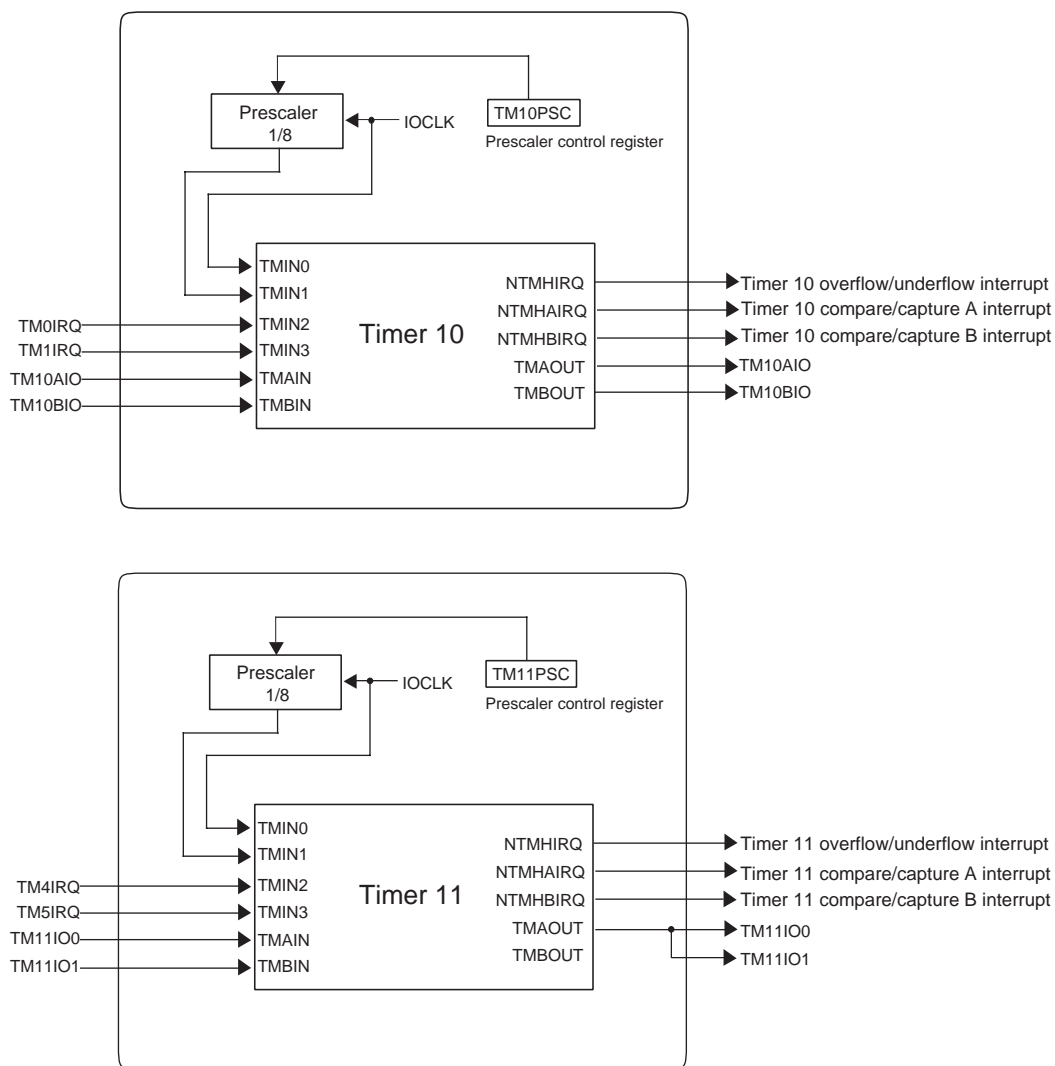 Prescaler
1/8
IOCLK
TM10PSC
Prescaler control register
TMIN0
TMIN1
TMIN2
TMIN3
TMAIN
TMBIN
Timer 10
NTMHIRQ
NTMHAIRQ
NTMHBIRQ
TMAOUT
TMBOUT
TM0IRQ
TM1IRQ
TM10AIO
TM10BIO
Timer 10 overflow/underflow interrupt
Timer 10 compare/capture A interrupt
Timer 10 compare/capture B interrupt
TM10AIO
TM10BIO
Prescaler
1/8
IOCLK
TM11PSC
Prescaler control register
TMIN0
TMIN1
TMIN2
TMIN3
TMAIN
TMBIN
Timer 11
NTMHIRQ
NTMHAIRQ
NTMHBIRQ
TMAOUT
TMBOUT
TM4IRQ
TM5IRQ
TM11IO0
TM11IO1
Timer 11 overflow/underflow interrupt
Timer 11 compare/capture A interrupt
Timer 11 compare/capture B interrupt
TM11IO0
TM11IO1